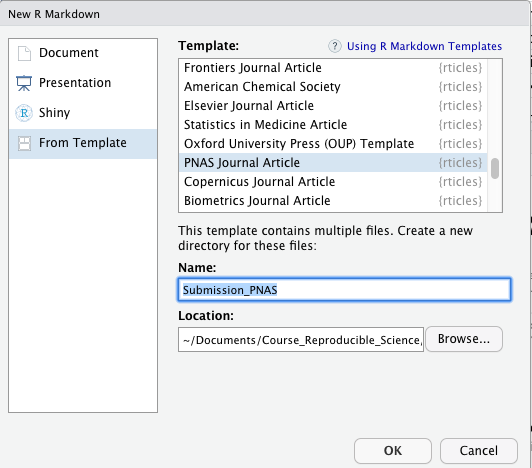 New R Markdown
Document
Presentation
Shiny
From Template
Template:
? Using R Markdown Templates
Frontiers Journal Article {rticles}
American Chemical Society {rticles}
Elsevier Journal Article {rticles}
Statistics in Medicine Article {rticles}
Oxford University Press (OUP) Template {rticles}
PNAS Journal Article {rticles}
Copernicus Journal Article {rticles}
Biometrics Journal Article {rticles}
This template contains multiple files. Create a new
directory for these files:
Name:
Submission_PNAS
Location:
~/Documents/Course_Reproducible_Science, Browse...
OK Cancel